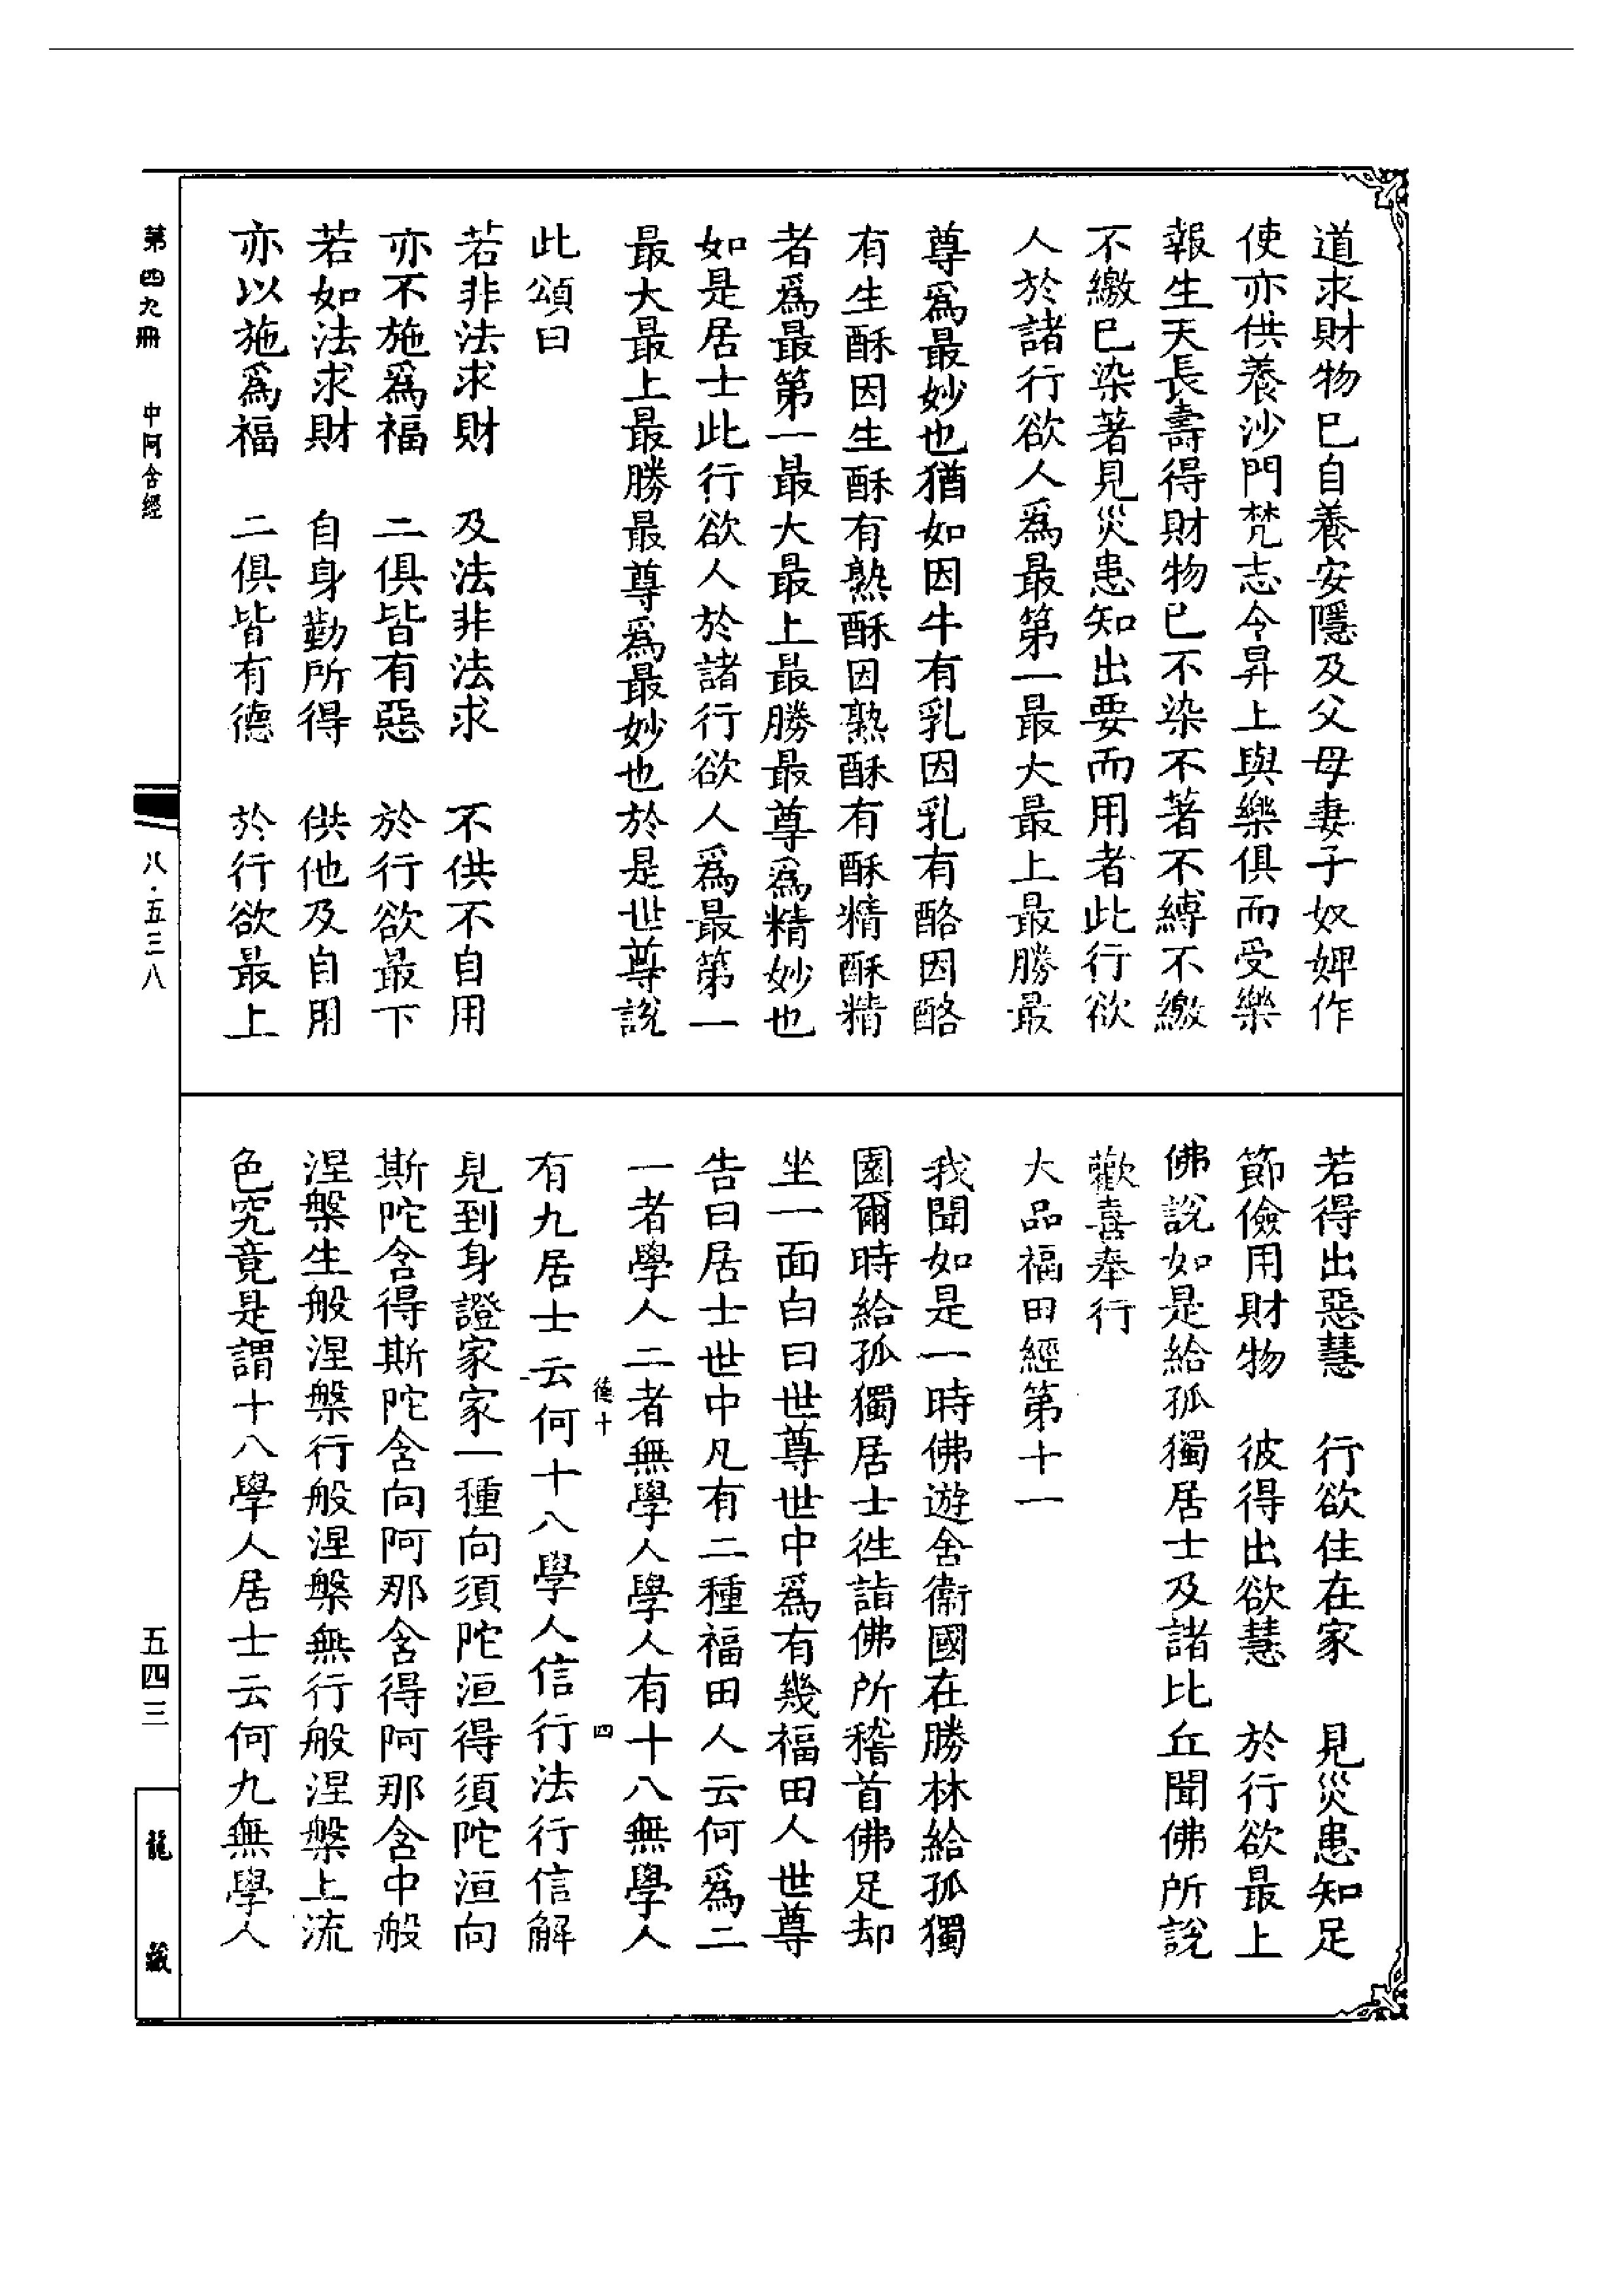 道求財物巳自養安隱及父母妻子奴婢作
使亦供養沙門梵志令昇上與樂俱而受樂
報生天長壽得財物已不染不著不縛不繳
不繳已染著見災患知出要而用者此行欲
人於諸行欲人爲最第一最大最上最勝最
尊爲最妙也猶如因牛有乳因乳有酪因酪
有生酥因生酥有熟酥因熟酥有酥精酥精
者爲最第一最大最上最勝最尊爲精妙也
如是居士此行欲人於諸行欲人爲最第一
最大最上最勝最尊爲最妙也於是世尊說
此頌曰
若非法求財　及法非法求　不供不自用
亦不施爲福　二俱皆有惡　於行欲最下
若如法求財　自身勤所得　供他及自用
亦以施爲福　二俱皆有德　於行欲最上
若得出惡慧　行欲住在家　見災患知足
節儉用財物　彼得出欲慧　於行欲最上
佛說如是給孤獨居士及諸比丘聞佛所說
歡喜奉行
大品福田經第十一
我聞如是一時佛遊舍衛國在勝林給孤獨
園爾時給孤獨居士徃詣佛所稽首佛足却
坐一面白曰世尊世中爲有幾福田人世尊
告曰居士世中凡有二種福田人云何爲二
一者學人二者無學人學人有十八無學人
德十　四
有九居士云何十八學人信行法行信解
見到身證家家一種向須陀洹得須陀洹向
斯陀含得斯陀含向阿那含得阿那含中般
涅槃生般涅槃行般涅槃無行般涅槃上流
色究竟是謂十八學人居士云何九無學人
第四九冊　中阿含經
八·五三八
五四三
龍藏